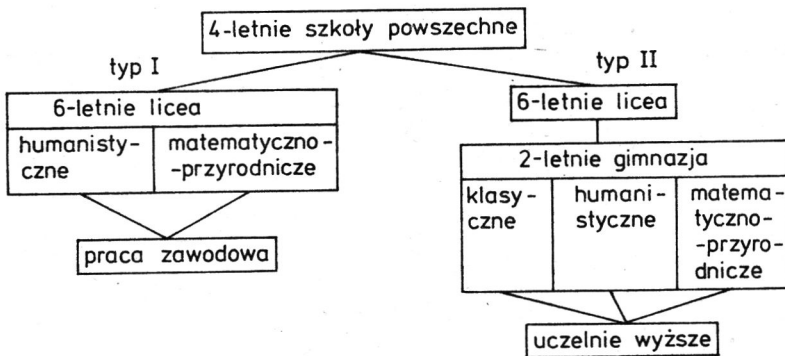 4-letnie szkoły powszechne
typ I
typ II
6-letnie licea
humanisty-
czne
matematyczno-
-przyrodnicze
praca zawodowa
6-letnie licea
2-letnie gimnazja
klasy-
czne
humani-
styczne
matema-
tyczno-
-przyro-
dnicze
uczelnie wyższe